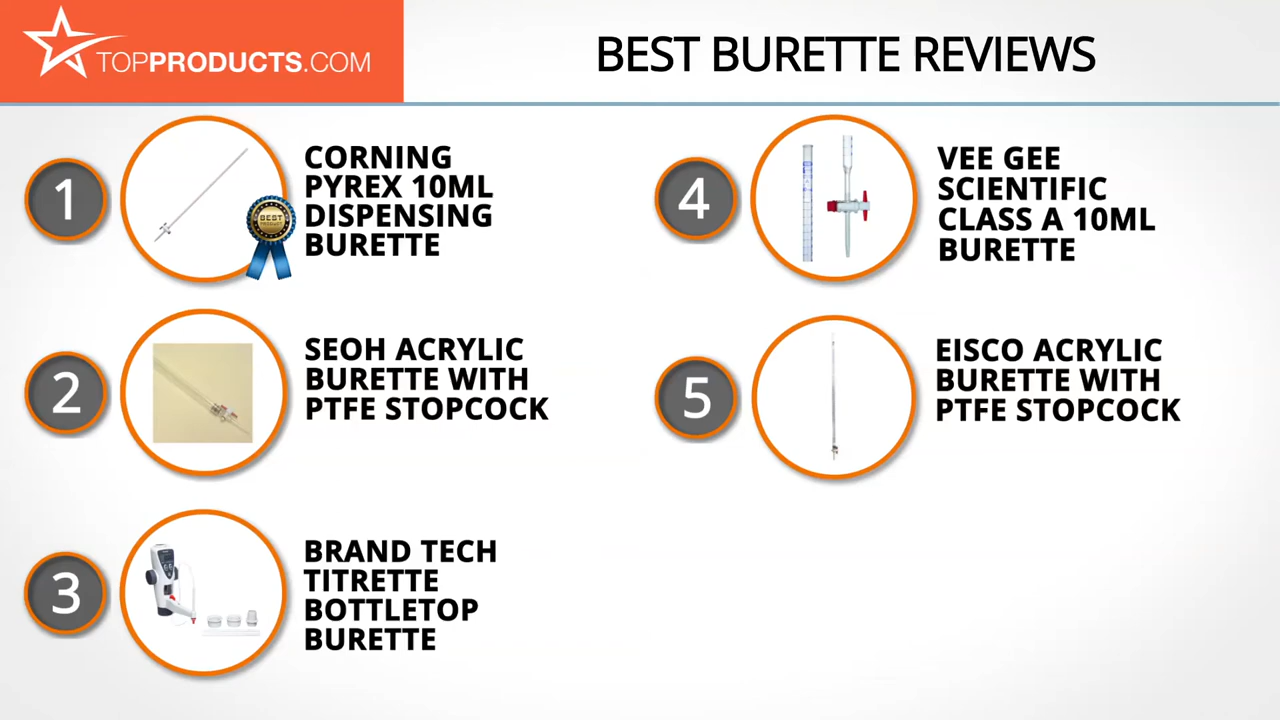 TOPPRODUCTS.COM
BEST BURETTE REVIEWS
1
BEST
PRODUCT
CORNING
PYREX 10ML
DISPENSING
BURETTE
2
SEOH ACRYLIC
BURETTE WITH
PTFE STOPCOCK
3
BRAND TECH
TITRETTE
BOTTLETOP
BURETTE
4
VEE GEE
SCIENTIFIC
CLASS A 10ML
BURETTE
5
EISCO ACRYLIC
BURETTE WITH
PTFE STOPCOCK